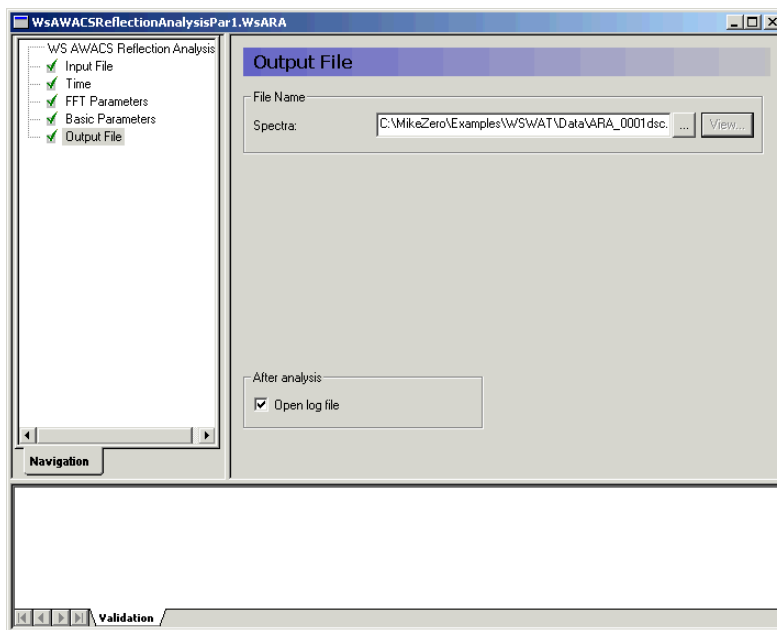 WsAWACSReflectionAnalysisPar1.WsARA
WS AWACS Reflection Analysis
Input File
Time
FFT Parameters
Basic Parameters
Output File
Navigation
Output File
File Name
Spectra:
C:\MikeZero\Examples\WSWAT\Data\ARA_0001dsc.
...
View...
After analysis
Open log file
Validation